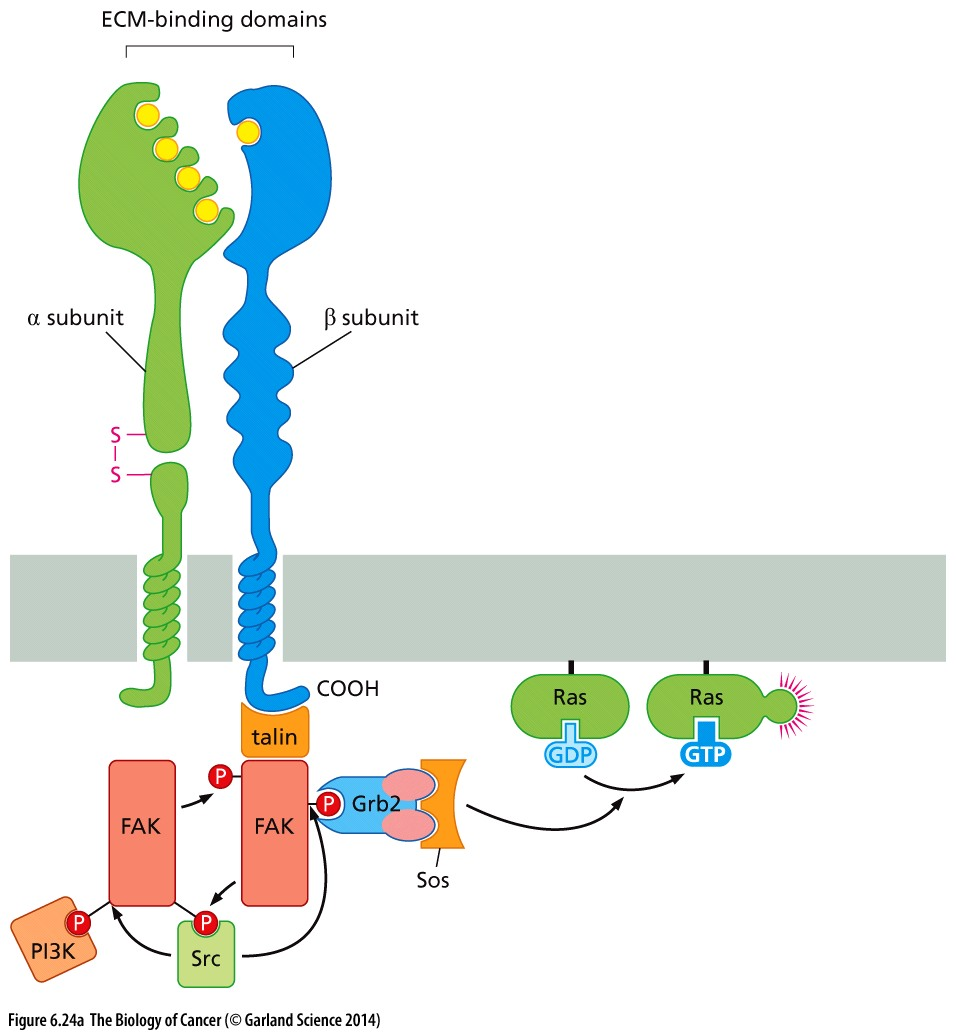 ECM-binding domains
α subunit
β subunit
S
S
COOH
talin
Ras
Ras
GDP
GTP
P
FAK
FAK
P
Grb2
Sos
P
P
PI3K
Src
Figure 6.24a The Biology of Cancer (© Garland Science 2014)